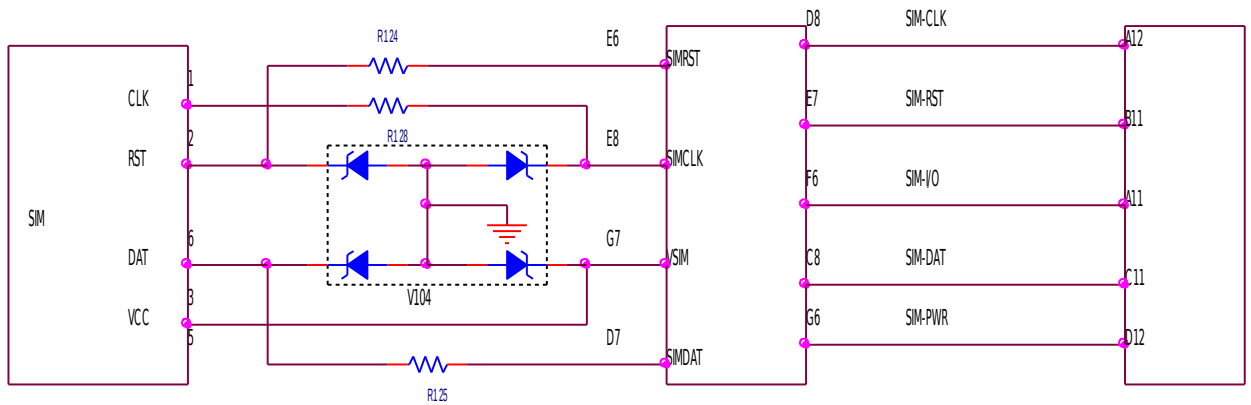 D8 SIM-CLK
R124 E6 A12
SIMRST
1
CLK E7 SIM-RST
B11
2 R128 E8
RST SIMCLK
F6 SIM-I/O
A11
SIM
6 G7
DAT VSIM C8 SIM-DAT
C11
3 V104
VCC G6 SIM-PWR
5 D7 D12
SIMDAT
R125